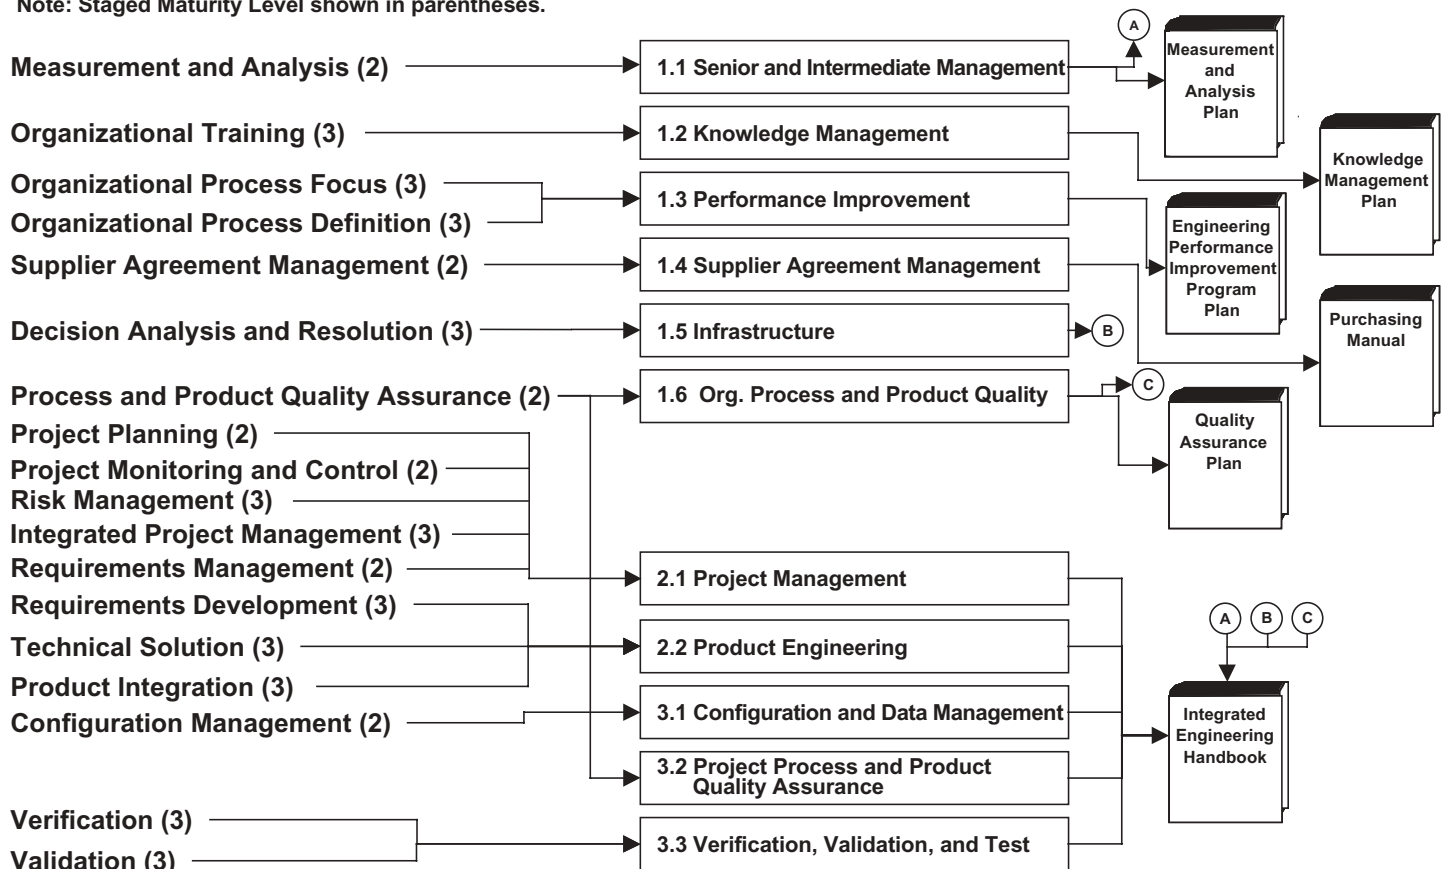 Note: Staged Maturity Level shown in parentheses.
Measurement and Analysis (2)
Organizational Training (3)
Organizational Process Focus (3)
Organizational Process Definition (3)
Supplier Agreement Management (2)
Decision Analysis and Resolution (3)
Process and Product Quality Assurance (2)
Project Planning (2)
Project Monitoring and Control (2)
Risk Management (3)
Integrated Project Management (3)
Requirements Management (2)
Requirements Development (3)
Technical Solution (3)
Product Integration (3)
Configuration Management (2)
Verification (3)
Validation (3)
1.1 Senior and Intermediate Management
1.2 Knowledge Management
1.3 Performance Improvement
1.4 Supplier Agreement Management
1.5 Infrastructure
1.6 Org. Process and Product Quality
2.1 Project Management
2.2 Product Engineering
3.1 Configuration and Data Management
3.2 Project Process and Product
Quality Assurance
3.3 Verification, Validation, and Test
A
B
C
Measurement
and
Analysis
Plan
Knowledge
Management
Plan
Engineering
Performance
Improvement
Program
Plan
Purchasing
Manual
Quality
Assurance
Plan
A
B
C
Integrated
Engineering
Handbook